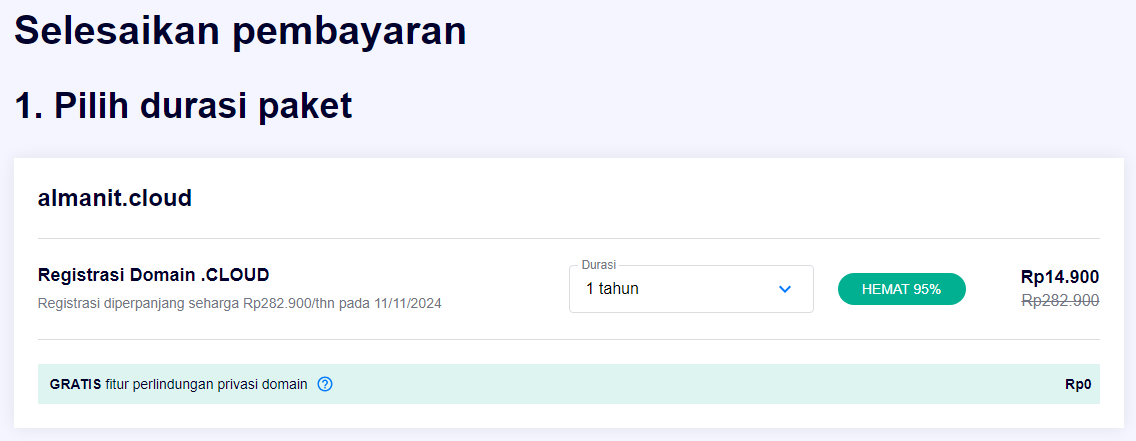 Selesaikan pembayaran
1. Pilih durasi paket
almanit.cloud
Registrasi Domain .CLOUD
Registrasi diperpanjang seharga Rp282.900/thn pada 11/11/2024
Durasi
1 tahun
HEMAT 95%
Rp14.900
Rp282.900
GRATIS fitur perlindungan privasi domain ?
Rp0